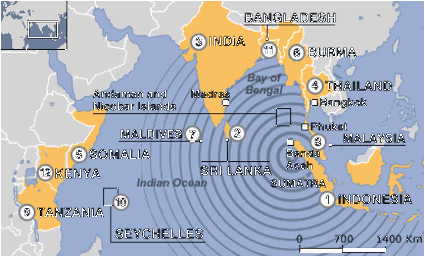 BANGLADESH
3 INDIA
11
6 BURMA
Bay of
Bengal
4 THAILAND
Andaman and
Nicobar Islands
Madras
Bangkok
Phuket
MALDIVES 7
2
SRI LANKA
8
MALAYSIA
5
SOMALIA
Banda
Aceh
12
KENYA
Indian Ocean
SUMATRA
9 TANZANIA
10
SEYCHELLES
1 INDONESIA
0 700 1400 Km